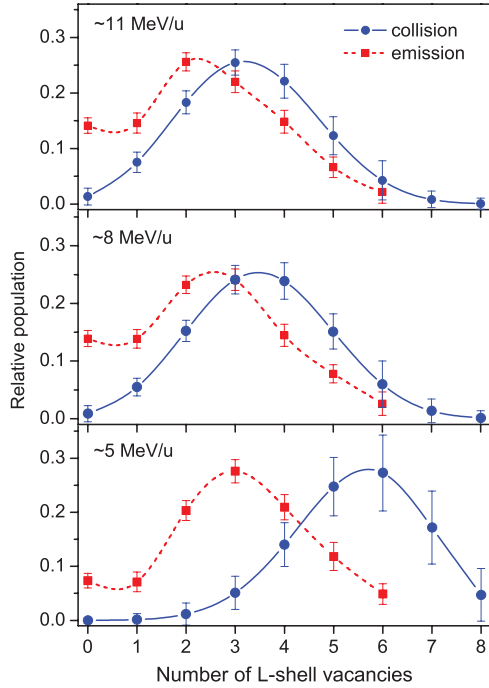 ~11 MeV/u
collision
emission
0.3
0.2
0.1
0.0
~8 MeV/u
0.3
0.2
0.1
0.0
Relative population
~5 MeV/u
0.3
0.2
0.1
0.0
0 1 2 3 4 5 6 7 8
Number of L-shell vacancies